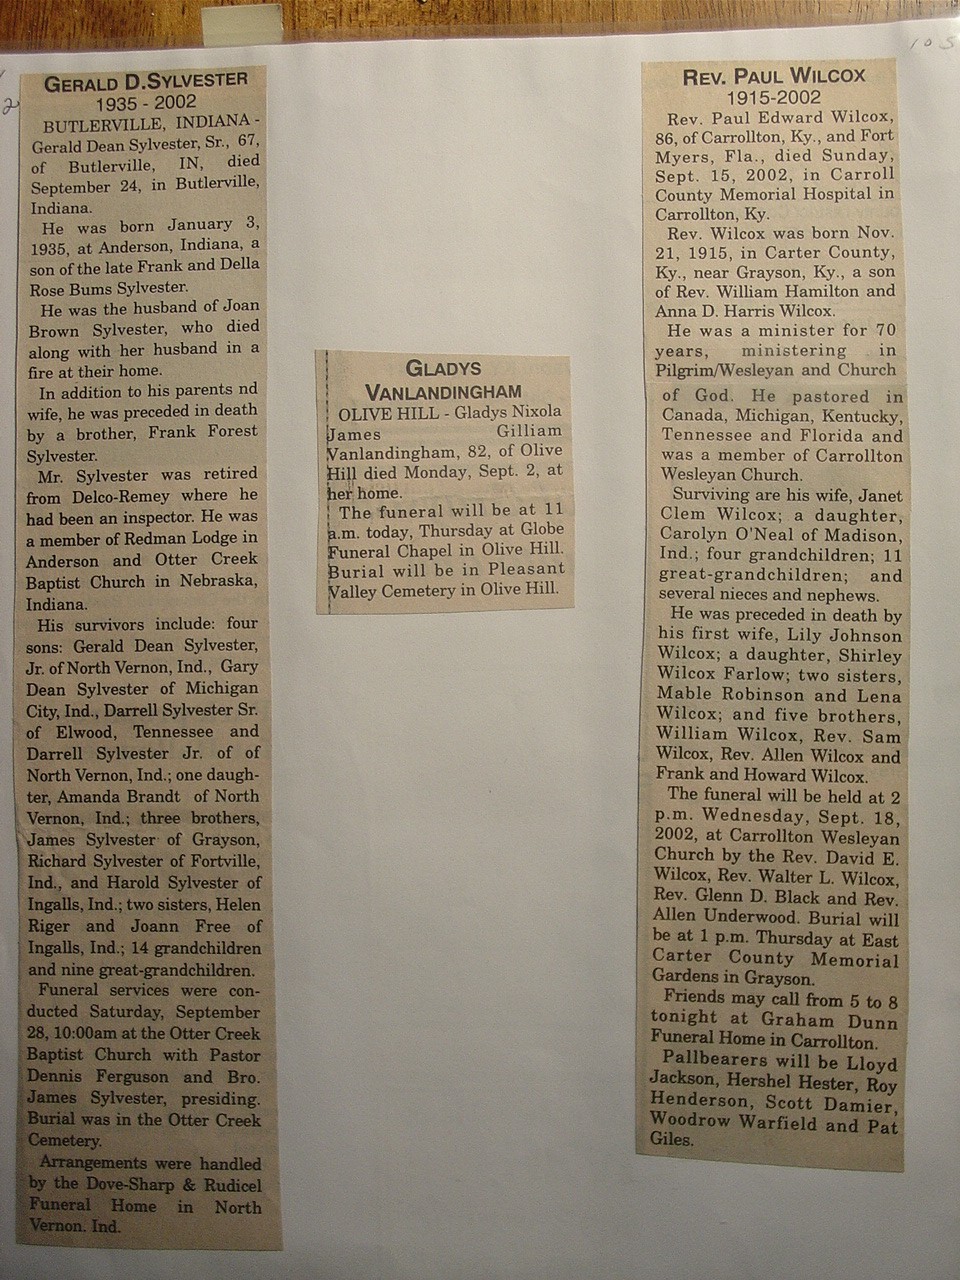 105
2
GERALD D.SYLVESTER
1935 - 2002
BUTLERVILLE, INDIANA -
Gerald Dean Sylvester, Sr., 67,
of Butlerville, IN, died
September 24, in Butlerville,
Indiana.
He was born January 3,
1935, at Anderson, Indiana, a
son of the late Frank and Della
Rose Bums Sylvester.
He was the husband of Joan
Brown Sylvester, who died
along with her husband in a
fire at their home.
In addition to his parents nd
wife, he was preceded in death
by a brother, Frank Forest
Sylvester.
Mr. Sylvester was retired
from Delco-Remey where he
had been an inspector. He was
a member of Redman Lodge in
Anderson and Otter Creek
Baptist Church in Nebraska,
Indiana.
His survivors include: four
sons: Gerald Dean Sylvester,
Jr. of North Vernon, Ind., Gary
Dean Sylvester of Michigan
City, Ind., Darrell Sylvester Sr.
of Elwood, Tennessee and
Darrell Sylvester Jr. of of
North Vernon, Ind.; one daugh-
ter, Amanda Brandt of North
Vernon, Ind.; three brothers,
James Sylvester of Grayson,
Richard Sylvester of Fortville,
Ind., and Harold Sylvester of
Ingalls, Ind.; two sisters, Helen
Riger and Joann Free of
Ingalls, Ind.; 14 grandchildren
and nine great-grandchildren.
Funeral services were con-
ducted Saturday, September
28, 10:00am at the Otter Creek
Baptist Church with Pastor
Dennis Ferguson and Bro.
James Sylvester, presiding.
Burial was in the Otter Creek
Cemetery.
Arrangements were handled
by the Dove-Sharp & Rudicel
Funeral Home in North
Vernon. Ind.
GLADYS
VANLANDINGHAM
OLIVE HILL - Gladys Nixola
James Gilliam
Vanlandingham, 82, of Olive
Hill died Monday, Sept. 2, at
her home.
The funeral will be at 11
a.m. today, Thursday at Globe
Funeral Chapel in Olive Hill.
Burial will be in Pleasant
Valley Cemetery in Olive Hill.
REV. PAUL WILCOX
1915-2002
Rev. Paul Edward Wilcox,
86, of Carrollton, Ky., and Fort
Myers, Fla., died Sunday,
Sept. 15, 2002, in Carroll
County Memorial Hospital in
Carrollton, Ky.
Rev. Wilcox was born Nov.
21, 1915, in Carter County,
Ky., near Grayson, Ky., a son
of Rev. William Hamilton and
Anna D. Harris Wilcox.
He was a minister for 70
years, ministering in
Pilgrim/Wesleyan and Church
of God. He pastored in
Canada, Michigan, Kentucky,
Tennessee and Florida and
was a member of Carrollton
Wesleyan Church.
Surviving are his wife, Janet
Clem Wilcox; a daughter,
Carolyn O'Neal of Madison,
Ind.; four grandchildren; 11
great-grandchildren; and
several nieces and nephews.
He was preceded in death by
his first wife, Lily Johnson
Wilcox; a daughter, Shirley
Wilcox Farlow; two sisters,
Mable Robinson and Lena
Wilcox; and five brothers,
William Wilcox, Rev. Sam
Wilcox, Rev. Allen Wilcox and
Frank and Howard Wilcox.
The funeral will be held at 2
p.m. Wednesday, Sept. 18,
2002, at Carrollton Wesleyan
Church by the Rev. David E.
Wilcox, Rev. Walter L. Wilcox,
Rev. Glenn D. Black and Rev.
Allen Underwood. Burial will
be at 1 p.m. Thursday at East
Carter County Memorial
Gardens in Grayson.
Friends may call from 5 to 8
tonight at Graham Dunn
Funeral Home in Carrollton.
Pallbearers will be Lloyd
Jackson, Hershel Hester, Roy
Henderson, Scott Damier,
Woodrow Warfield and Pat
Giles.